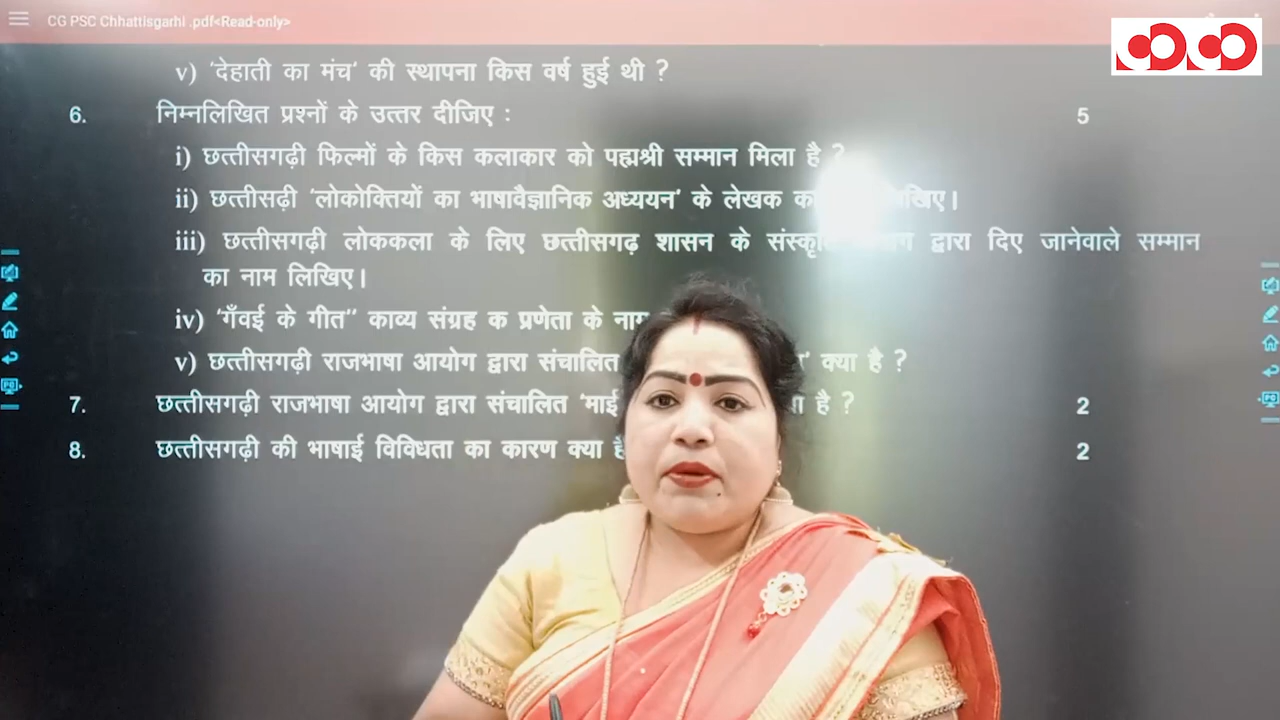 CG PSC Chhattisgarhi .pdf<Read-only>
v) 'देहाती का मंच' की स्थापना किस वर्ष हुई थी ?
6. निम्नलिखित प्रश्नों के उत्तर दीजिए : 5
i) छत्तीसगढ़ी फिल्मों के किस कलाकार को पद्मश्री सम्मान मिला है ?
ii) छत्तीसढ़ी 'लोकोक्तियों का भाषावैज्ञानिक अध्ययन' के लेखक
iii) छत्तीसगढ़ी लोककला के लिए छत्तीसगढ़ शासन के द्वारा दिए जानेवाले सम्मान
का नाम लिखिए।
iv) 'गँवई के गीत" काव्य संग्रह क प्रणेता के नाम
v) छत्तीसगढ़ी राजभाषा आयोग द्वारा संचालित क्या है ?
7. छत्तीसगढ़ी राजभाषा आयोग द्वारा संचालित 'माई है ? 2
8. छत्तीसगढ़ी की भाषाई विविधता का कारण क्या 2